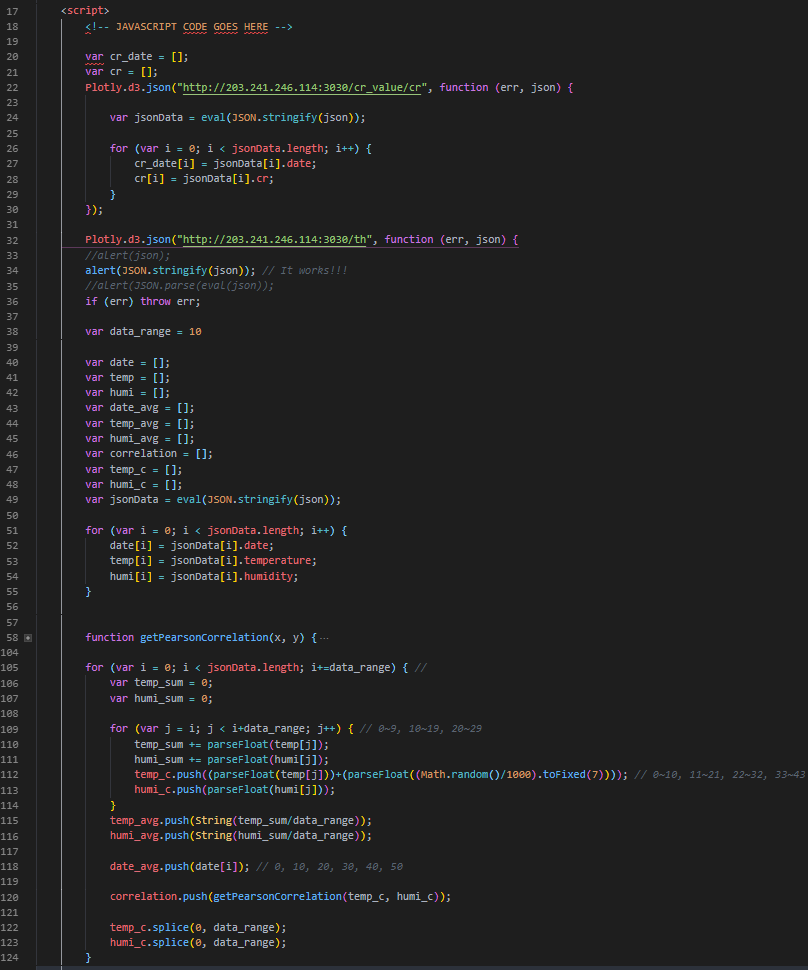 17 <script>
18 <!-- JAVASCRIPT CODE GOES HERE -->
19
20 var cr_date = [];
21 var cr = [];
22 Plotly.d3.json("http://203.241.246.114:3030/cr_value/cr", function (err, json) {
23
24 var jsonData = eval(JSON.stringify(json));
25
26 for (var i = 0; i < jsonData.length; i++) {
27 cr_date[i] = jsonData[i].date;
28 cr[i] = jsonData[i].cr;
29 }
30 });
31
32 Plotly.d3.json("http://203.241.246.114:3030/th", function (err, json) {
33 //alert(json);
34 alert(JSON.stringify(json)); // It works!!!
35 //alert(JSON.parse(eval(json));
36 if (err) throw err;
37
38 var data_range = 10
39
40 var date = [];
41 var temp = [];
42 var humi = [];
43 var date_avg = [];
44 var temp_avg = [];
45 var humi_avg = [];
46 var correlation = [];
47 var temp_c = [];
48 var humi_c = [];
49 var jsonData = eval(JSON.stringify(json));
50
51 for (var i = 0; i < jsonData.length; i++) {
52 date[i] = jsonData[i].date;
53 temp[i] = jsonData[i].temperature;
54 humi[i] = jsonData[i].humidity;
55 }
56
57
58 function getPearsonCorrelation(x, y) {···
104
105 for (var i = 0; i < jsonData.length; i+=data_range) { //
106 var temp_sum = 0;
107 var humi_sum = 0;
108
109 for (var j = i; j < i+data_range; j++) { // 0~9, 10~19, 20~29
110 temp_sum += parseFloat(temp[j]);
111 humi_sum += parseFloat(humi[j]);
112 temp_c.push((parseFloat(temp[j]))+(parseFloat((Math.random()/1000).toFixed(7)))); // 0~10, 11~21, 22~32, 33~43
113 humi_c.push(parseFloat(humi[j]));
114 }
115 temp_avg.push(String(temp_sum/data_range));
116 humi_avg.push(String(humi_sum/data_range));
117
118 date_avg.push(date[i]); // 0, 10, 20, 30, 40, 50
119
120 correlation.push(getPearsonCorrelation(temp_c, humi_c));
121
122 temp_c.splice(0, data_range);
123 humi_c.splice(0, data_range);
124 }